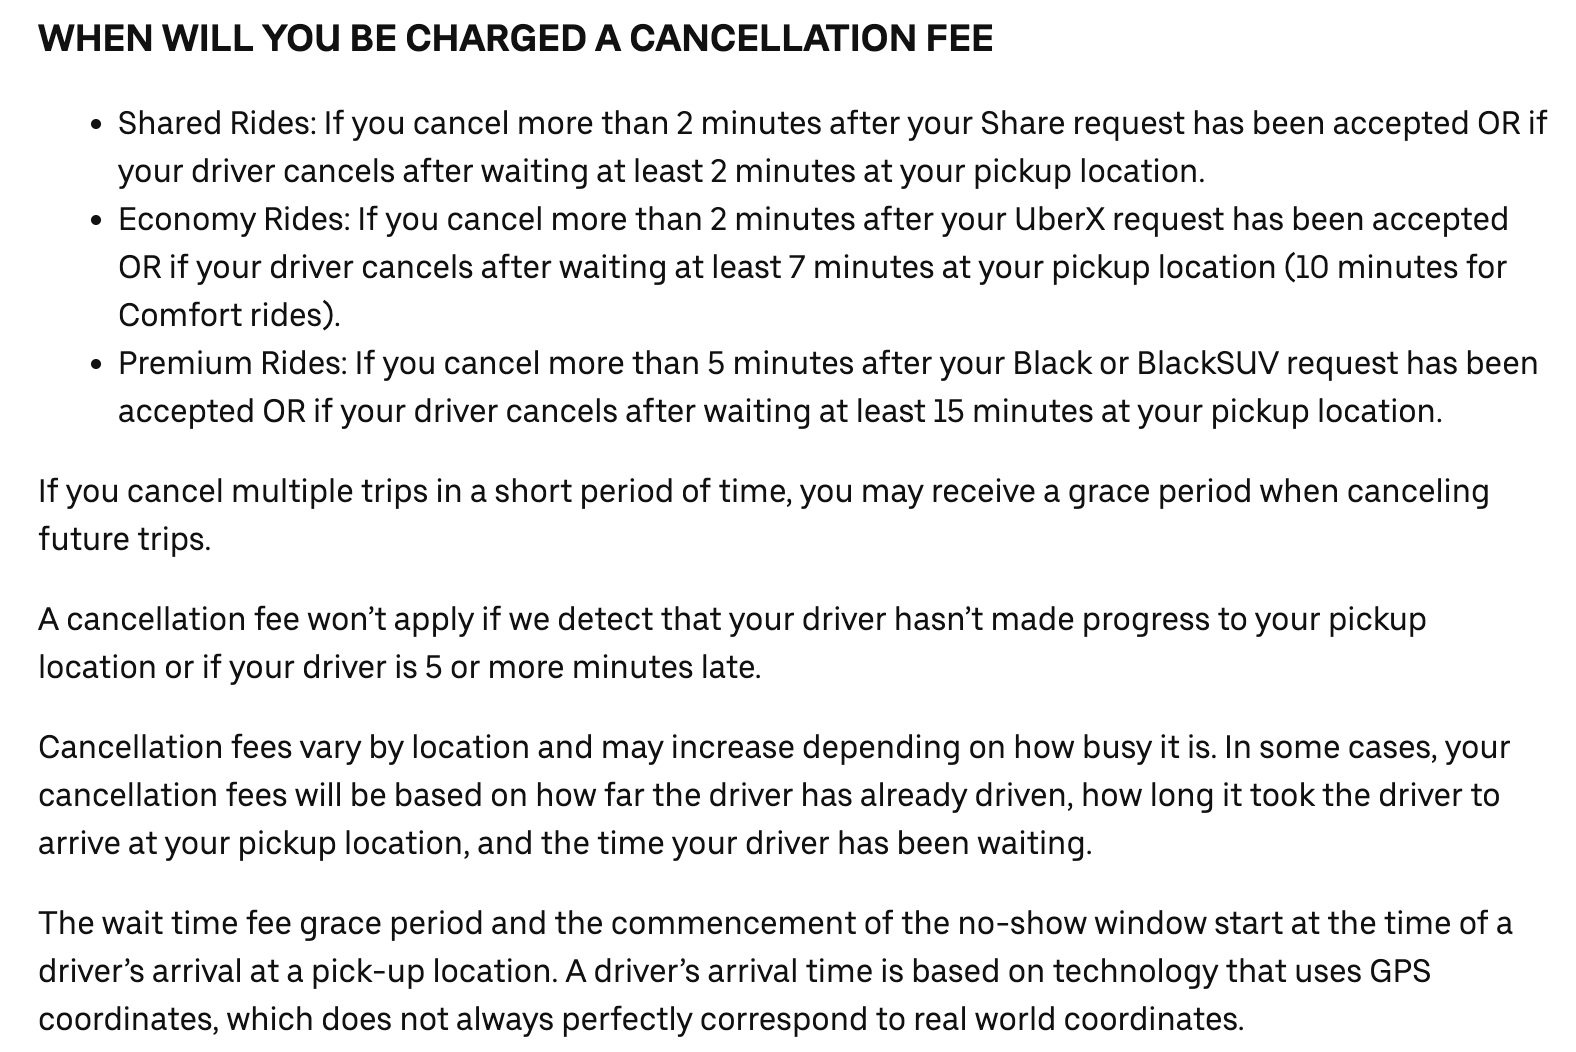 WHEN WILL YOU BE CHARGED A CANCELLATION FEE
• Shared Rides: If you cancel more than 2 minutes after your Share request has been accepted OR if
your driver cancels after waiting at least 2 minutes at your pickup location.
• Economy Rides: If you cancel more than 2 minutes after your UberX request has been accepted
OR if your driver cancels after waiting at least 7 minutes at your pickup location (10 minutes for
Comfort rides).
• Premium Rides: If you cancel more than 5 minutes after your Black or BlackSUV request has been
accepted OR if your driver cancels after waiting at least 15 minutes at your pickup location.
If you cancel multiple trips in a short period of time, you may receive a grace period when canceling
future trips.
A cancellation fee won’t apply if we detect that your driver hasn’t made progress to your pickup
location or if your driver is 5 or more minutes late.
Cancellation fees vary by location and may increase depending on how busy it is. In some cases, your
cancellation fees will be based on how far the driver has already driven, how long it took the driver to
arrive at your pickup location, and the time your driver has been waiting.
The wait time fee grace period and the commencement of the no-show window start at the time of a
driver’s arrival at a pick-up location. A driver’s arrival time is based on technology that uses GPS
coordinates, which does not always perfectly correspond to real world coordinates.